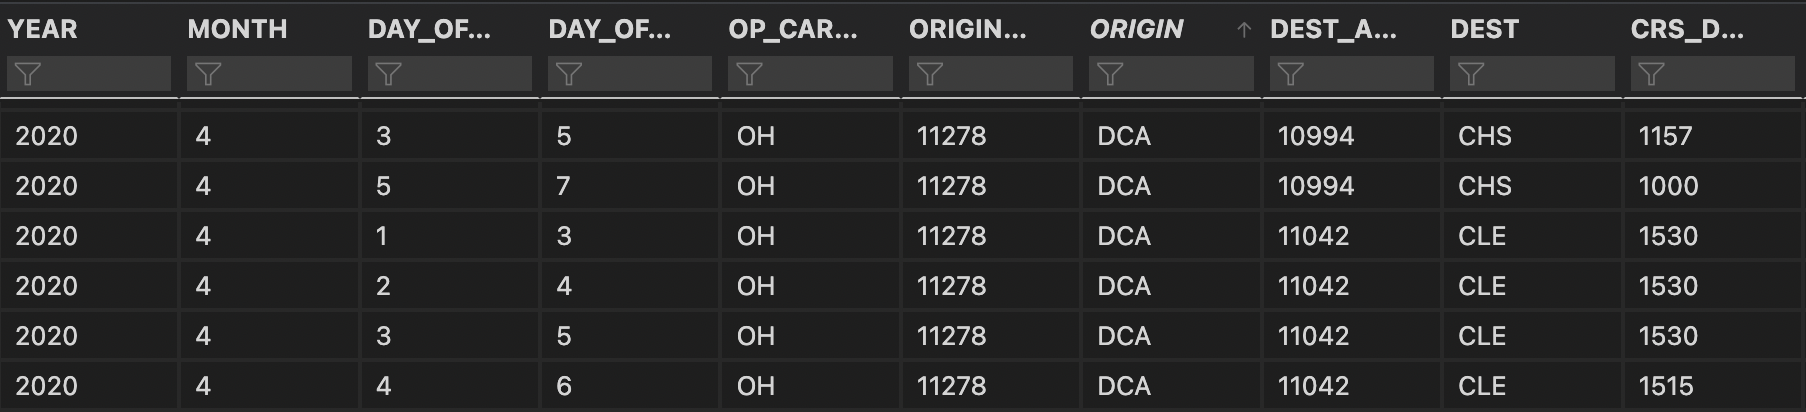 YEAR MONTH DAY_OF... DAY_OF... OP_CAR... ORIGIN... ORIGIN ↑ DEST_A... DEST CRS_D...
2020 4 3 5 OH 11278 DCA 10994 CHS 1157
2020 4 5 7 OH 11278 DCA 10994 CHS 1000
2020 4 1 3 OH 11278 DCA 11042 CLE 1530
2020 4 2 4 OH 11278 DCA 11042 CLE 1530
2020 4 3 5 OH 11278 DCA 11042 CLE 1530
2020 4 4 6 OH 11278 DCA 11042 CLE 1515